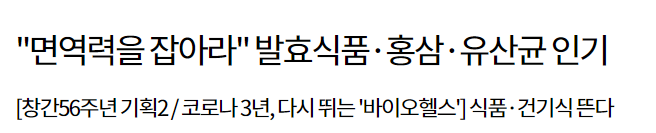 "면역력을 잡아라" 발효식품·홍삼·유산균 인기
[창간56주년 기획2 / 코로나 3년, 다시 뛰는 '바이오헬스'] 식품·건기식 뜬다